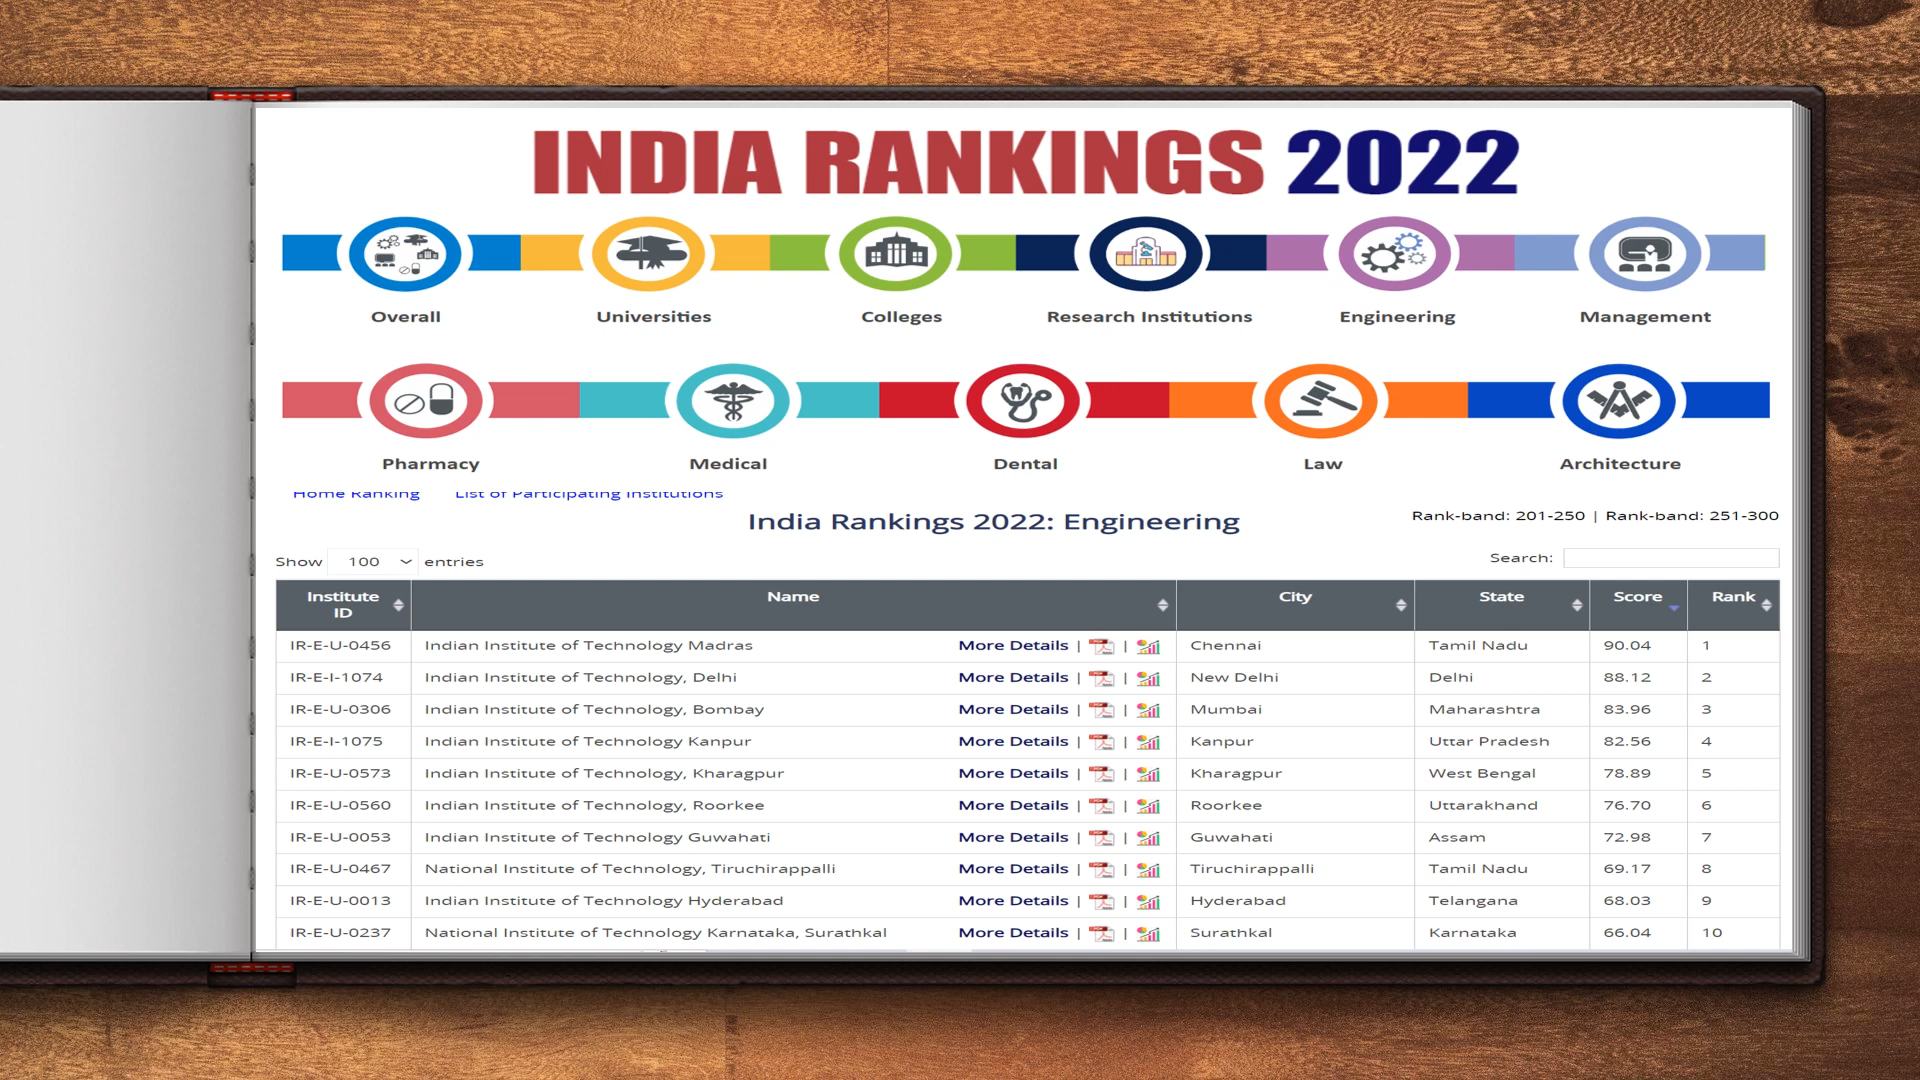 INDIA RANKINGS 2022
Overall Universities Colleges Research Institutions Engineering Management
Pharmacy Medical Dental Law Architecture
Home Ranking List of Participating Institutions
India Rankings 2022: Engineering
Rank-band: 201-250 | Rank-band: 251-300
Show 100 entries
Search:
Institute ID Name City State Score Rank
IR-E-U-0456 Indian Institute of Technology Madras More Details | | Chennai Tamil Nadu 90.04 1
IR-E-I-1074 Indian Institute of Technology, Delhi More Details | | New Delhi Delhi 88.12 2
IR-E-U-0306 Indian Institute of Technology, Bombay More Details | | Mumbai Maharashtra 83.96 3
IR-E-I-1075 Indian Institute of Technology Kanpur More Details | | Kanpur Uttar Pradesh 82.56 4
IR-E-U-0573 Indian Institute of Technology, Kharagpur More Details | | Kharagpur West Bengal 78.89 5
IR-E-U-0560 Indian Institute of Technology, Roorkee More Details | | Roorkee Uttarakhand 76.70 6
IR-E-U-0053 Indian Institute of Technology Guwahati More Details | | Guwahati Assam 72.98 7
IR-E-U-0467 National Institute of Technology, Tiruchirappalli More Details | | Tiruchirappalli Tamil Nadu 69.17 8
IR-E-U-0013 Indian Institute of Technology Hyderabad More Details | | Hyderabad Telangana 68.03 9
IR-E-U-0237 National Institute of Technology Karnataka, Surathkal More Details | | Surathkal Karnataka 66.04 10